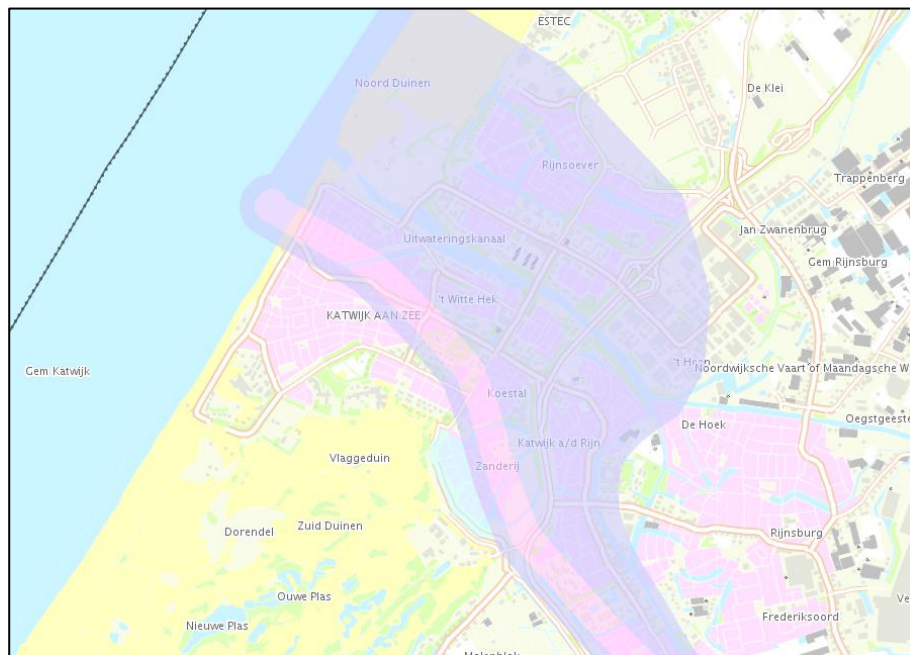 ESTEC
Noord Duinen
De Klei
Rijnsoever
Trappenberg
Jan Zwanenbrug
Uitwateringskanaal
Gem Rijnsburg
't Witte Hek
KATWIJK AAN ZEE
't Heen
Gem Katwijk
Noordwijksche Vaart of Maandagsche W
Koestal
Oegstgeeste
De Hoek
Katwijk a/d Rijn
Vlaggeduin
Zanderij
Dorendel
Zuid Duinen
Rijnsburg
Ouwe Plas
Ve
Frederiksoord
Nieuwe Plas